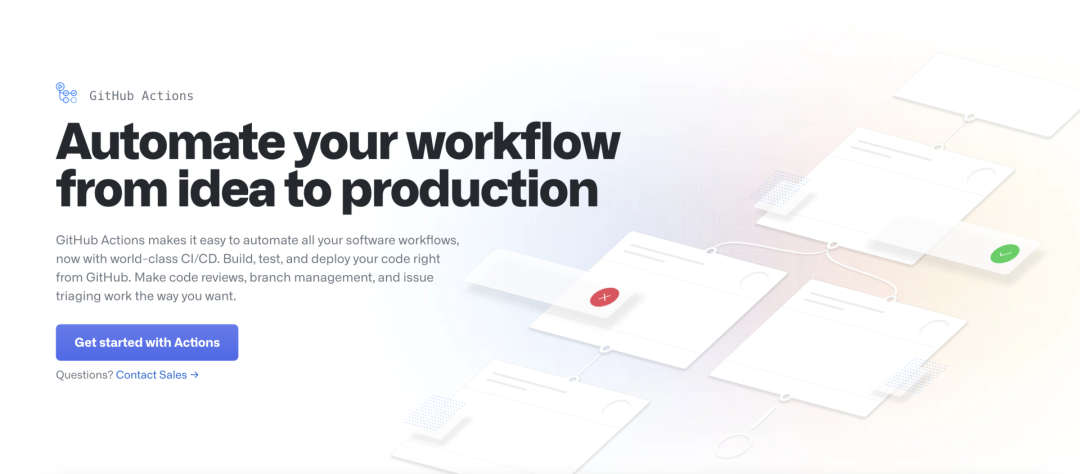 GitHub Actions
Automate your workflow
from idea to production
GitHub Actions makes it easy to automate all your software workflows,
now with world-class CI/CD. Build, test, and deploy your code right
from GitHub. Make code reviews, branch management, and issue
triaging work the way you want.
Get started with Actions
Questions? Contact Sales →